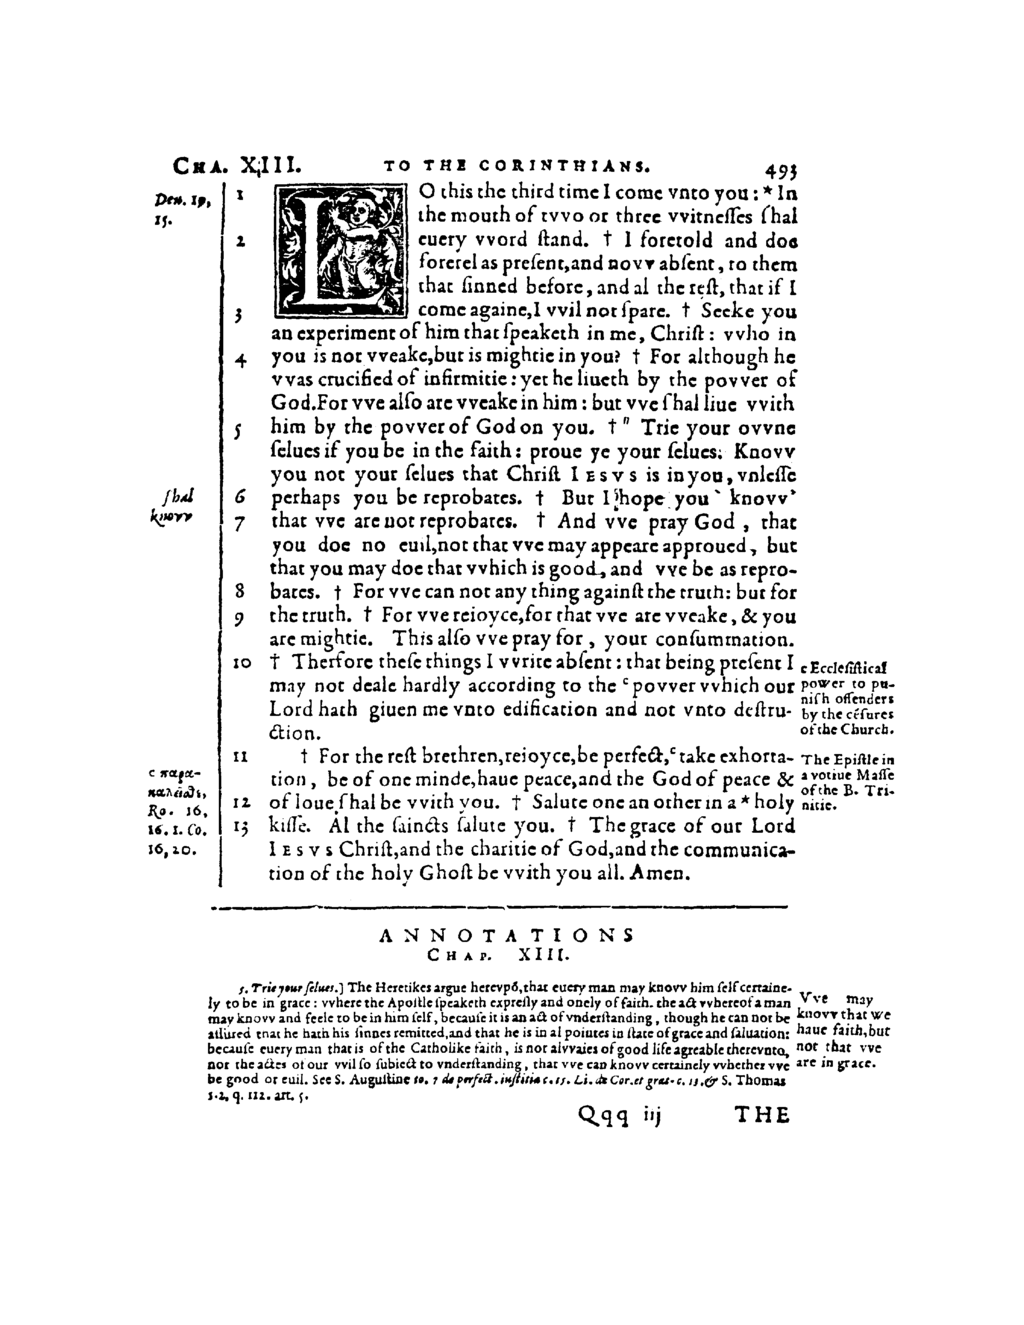 CHA. XIII. TO THE CORINTHIANS. 493
Deu. 19,
15.
1 LO this the third time I come vnto you: * In
the mouth of tvvo or three vvitnesſes ſhal
2 euery vvord ſtand. † I foretold and doe
foretel as preſent, and novv abſent, to them
that ſinned before, and al the reſt, that if I
3 come againe, I vvil not ſpare. † Seeke you
an experiment of him that ſpeaketh in me, Chriſt: vvho in
4 you is not vveake, but is mightie in you? † For although he
vvas crucified of infirmitie: yet he liueth by the povver of
God. For vve alſo are vveake in him: but vve ſhal liue vvith
5 him by the povver of God on you. † " Trie your ovvne
ſelues if you be in the faith: proue ye your ſelues. Knovv
you not your ſelues that Chriſt IESVS is in you, vnleſſe
ſhal
knovv
6 perhaps you be reprobates. † But I hope you ` knovv'
7 that vve are not reprobates. † And vve pray God, that
you doe no euil, not that vve may appeare approued, but
that you may doe that vvhich is good, and vve be as repro-
8 bates. † For vve can not any thing againſt the truth: but for
9 the truth. † For vve reioyce, for that vve are vveake, & you
are mightie. This alſo vve pray for, your conſummation.
10 † Therfore theſe things I vvrite abſent: that being preſent I
may not deale hardly according to the c povver vvhich our
Lord hath giuen me vnto edification and not vnto deſtru-
ction.
c Eccleſiſtical
power to pu-
niſh offenders
by the cẽſures
of the Church.
11 † For the reſt brethren, reioyce, be perfect, c take exhorta-
tion, be of one minde, haue peace, and the God of peace &
12 of loue ſhal be vvith you. † Salute one an other in a * holy
13 kiſſe. Al the ſaincts ſalute you. † The grace of our Lord
IESVS Chriſt, and the charitie of God, and the communica-
tion of the holy Ghoſt be vvith you all. Amen.
c παρα-
καλεῖσθε,
Ro. 16,
16. 1. Co.
16, 20.
The Epiſtle in
a votiue Maſſe
of the B. Tri-
nitie.
ANNOTATIONS
CHAP. XIII.
5. Trie your ſelues.] The Heretikes argue herevpõ, that euery man may knovv him ſelf certaine-
ly to be in grace: vvhere the Apoſtle ſpeaketh expreſly and onely of faith. the act vvhereof a man
may knovv and feele to be in him ſelf, becauſe it is an act of vnderſtanding, though he can not be
aſſured that he hath his ſinnes remitted, and that he is in al pointes in ſtate of grace and ſaluation:
becauſe euery man that is of the Catholike faith, is not alvvaies of good life agreable therevnto,
nor the actes of our vvil ſo ſubiect to vnderſtanding, that vve can knovv certainely vvhether vve
be good or euil. See S. Auguſtine to. 7 de perfect. iuſtitiæ c. 15. Li. de Cor. et grat. c. 13. & S. Thomas
1. 2. q. 112. art. 5.
Vve may
knovv that we
haue faith, but
not that vve
are in grace.
Qqq iij THE